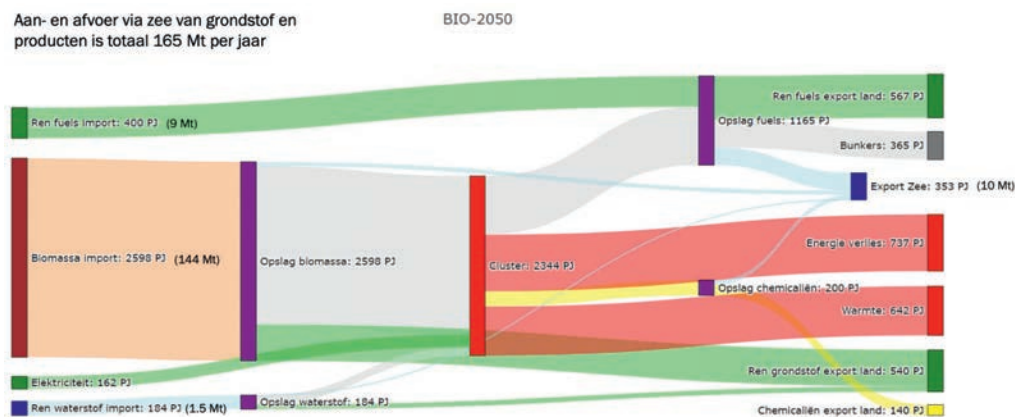 Aan- en afvoer via zee van grondstof en
producten is totaal 165 Mt per jaar
BIO-2050
Ren fuels import: 400 PJ (9 Mt)
Ren fuels export land: 567 PJ
Opslag fuels: 1165 PJ
Bunkers: 365 PJ
Export Zee: 353 PJ (10 Mt)
Energie verlies: 737 PJ
Biomassa import: 2598 PJ (144 Mt)
Opslag biomassa: 2598 PJ
Cluster: 2344 PJ
Opslag chemicaliën: 200 PJ
Warmte: 642 PJ
Ren grondstof export land: 540 PJ
Elektriciteit: 162 PJ
Ren waterstof import: 184 PJ (1.5 Mt)
Opslag waterstof: 184 PJ
Chemicaliën export land: 140 PJ